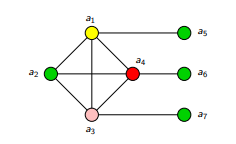 a₁ a₅
a₄
a₂ a₆
a₃ a₇